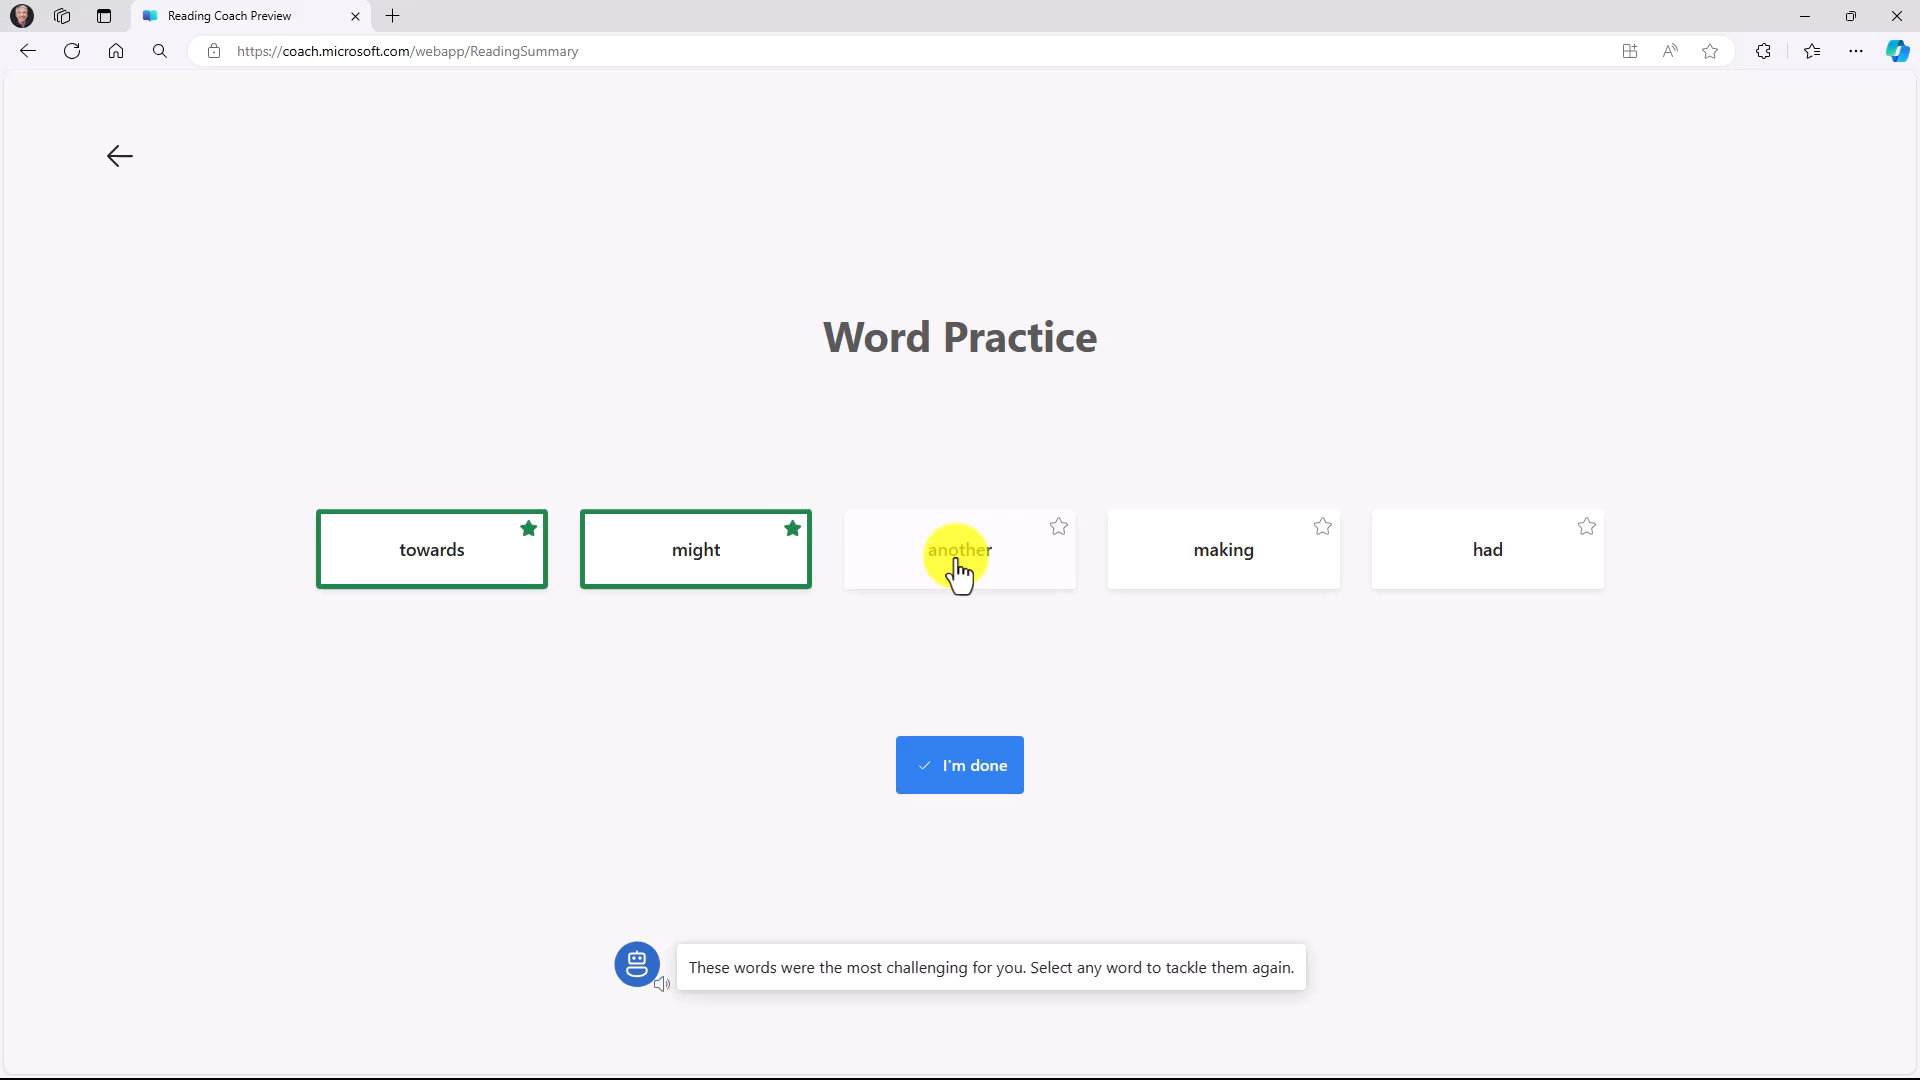 Reading Coach Preview
https://coach.microsoft.com/webapp/ReadingSummary
Word Practice
towards
might
another
making
had
I'm done
These words were the most challenging for you. Select any word to tackle them again.